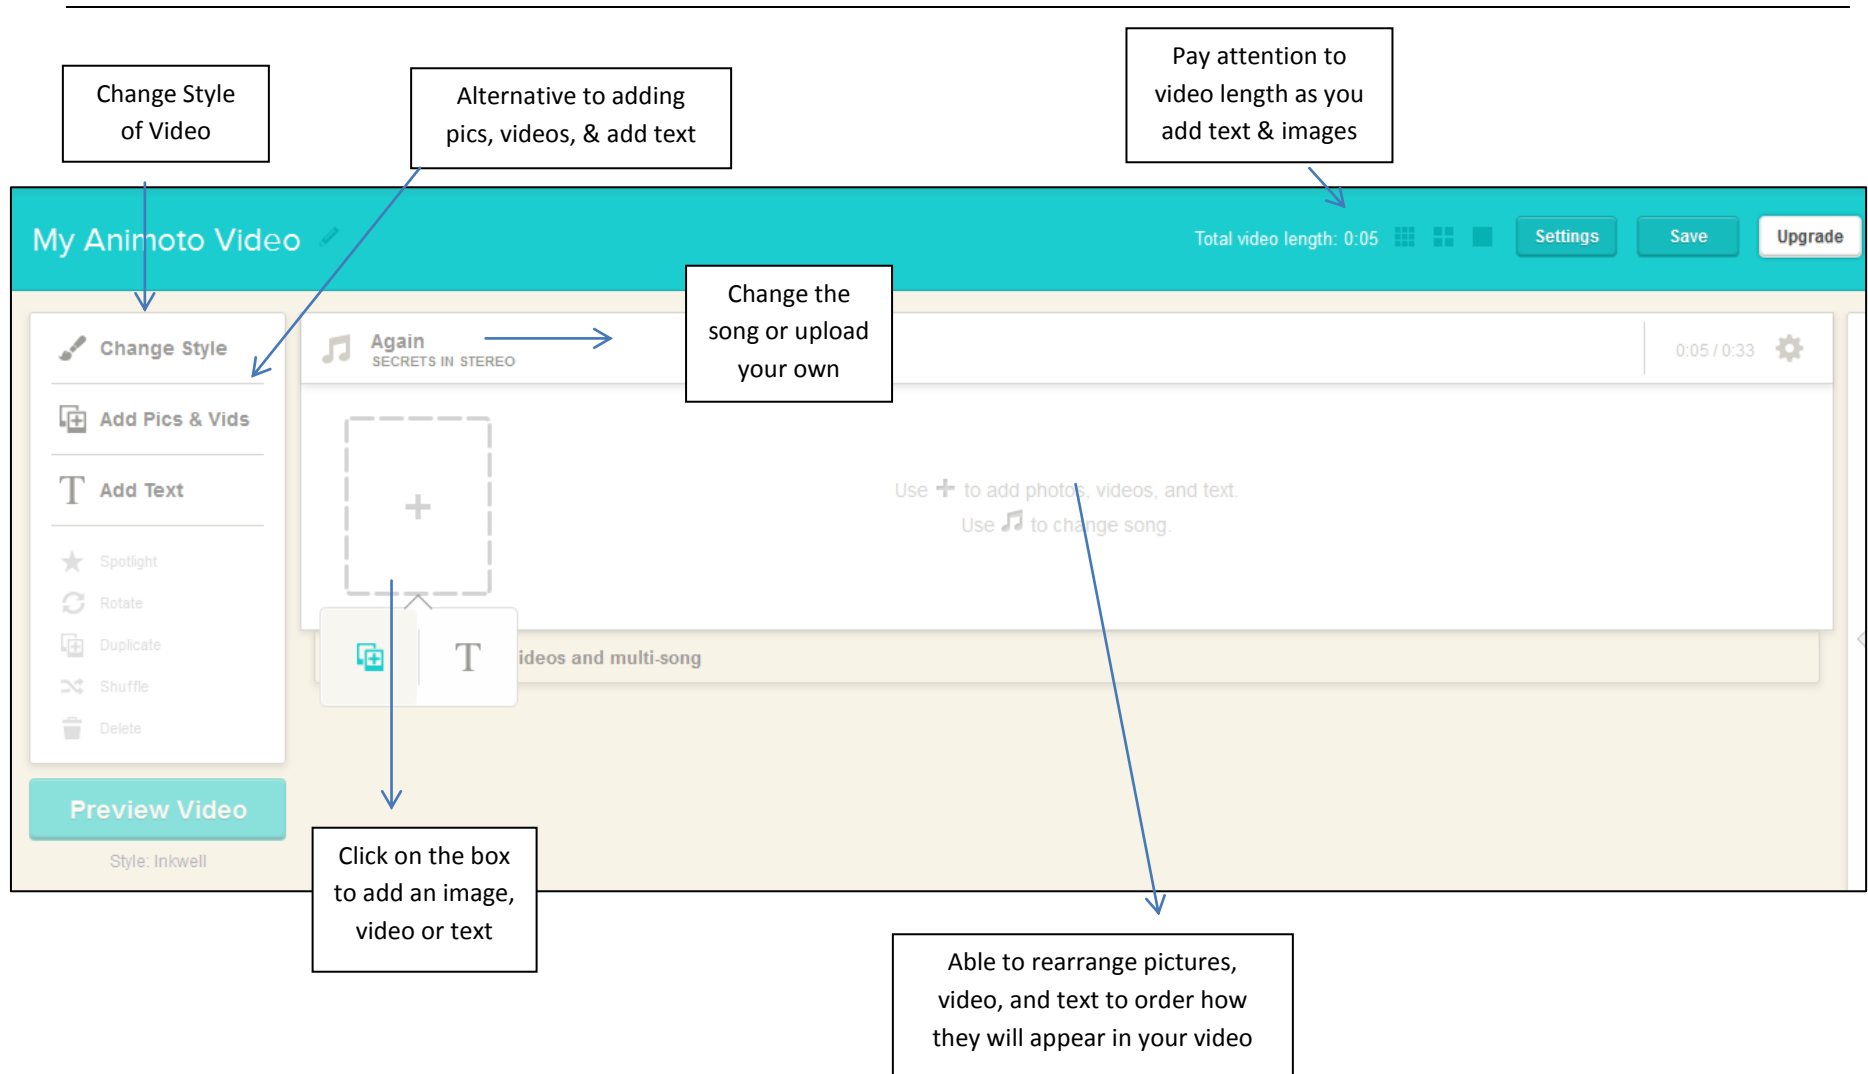 Change Style
of Video
Alternative to adding
pics, videos, & add text
Pay attention to
video length as you
add text & images
My Animoto Video
Total video length: 0:05
Settings
Save
Upgrade
Change the
song or upload
your own
Change Style
Add Pics & Vids
Add Text
Spotlight
Rotate
Duplicate
Shuffle
Delete
Preview Video
Style: Inkwell
Again
SECRETS IN STEREO
0:05 / 0:33
Use + to add photos, videos, and text.
Use to change song.
T
ideos and multi-song
Click on the box
to add an image,
video or text
Able to rearrange pictures,
video, and text to order how
they will appear in your video